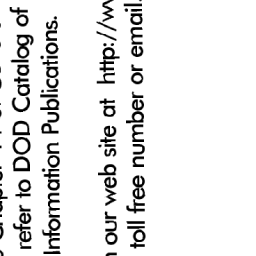 refer to DOD Catalog of
Information Publications.
our web site at http://
toll free number or email.